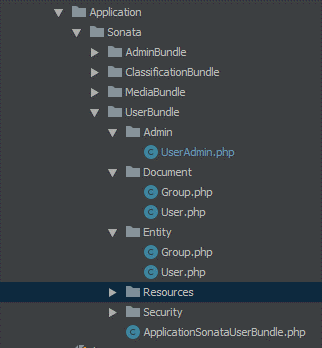 Application
Sonata
AdminBundle
ClassificationBundle
MediaBundle
UserBundle
Admin
UserAdmin.php
Document
Group.php
User.php
Entity
Group.php
User.php
Resources
Security
ApplicationSonataUserBundle.php